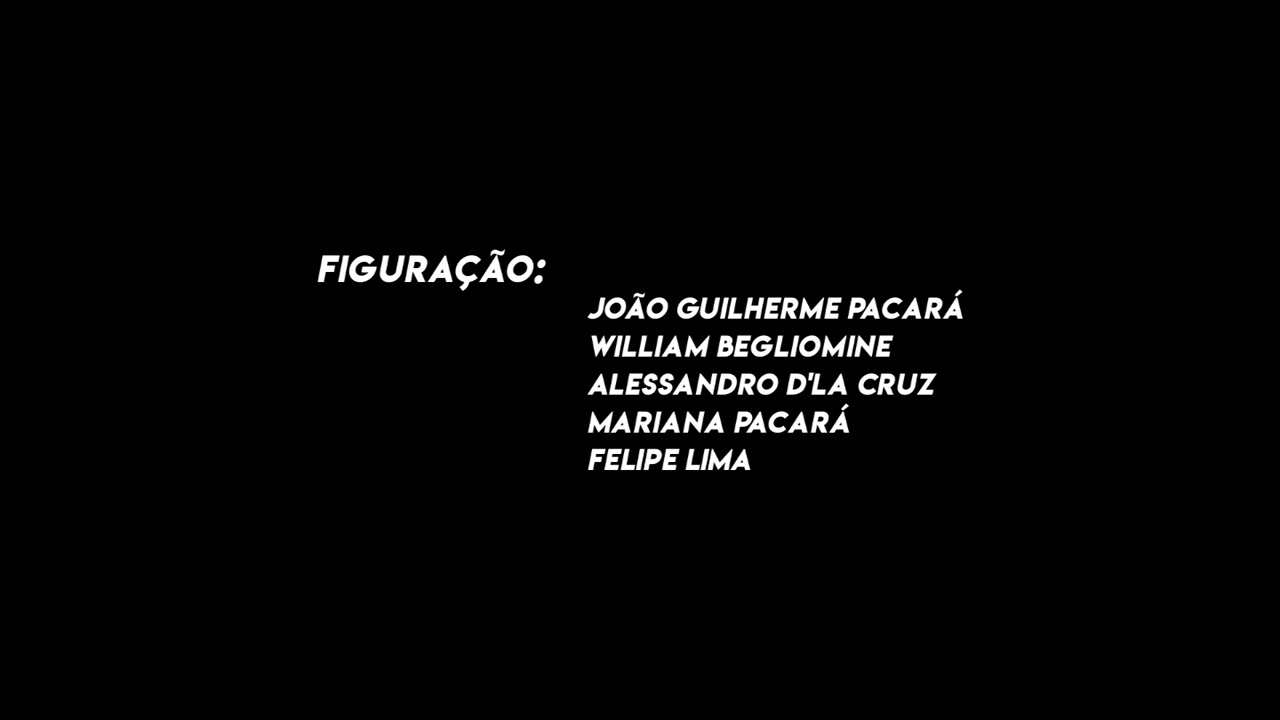 FIGURAÇÃO:
JOÃO GUILHERME PACARÁ
WILLIAM BEGLIOMINE
ALESSANDRO D'LA CRUZ
MARIANA PACARÁ
FELIPE LIMA